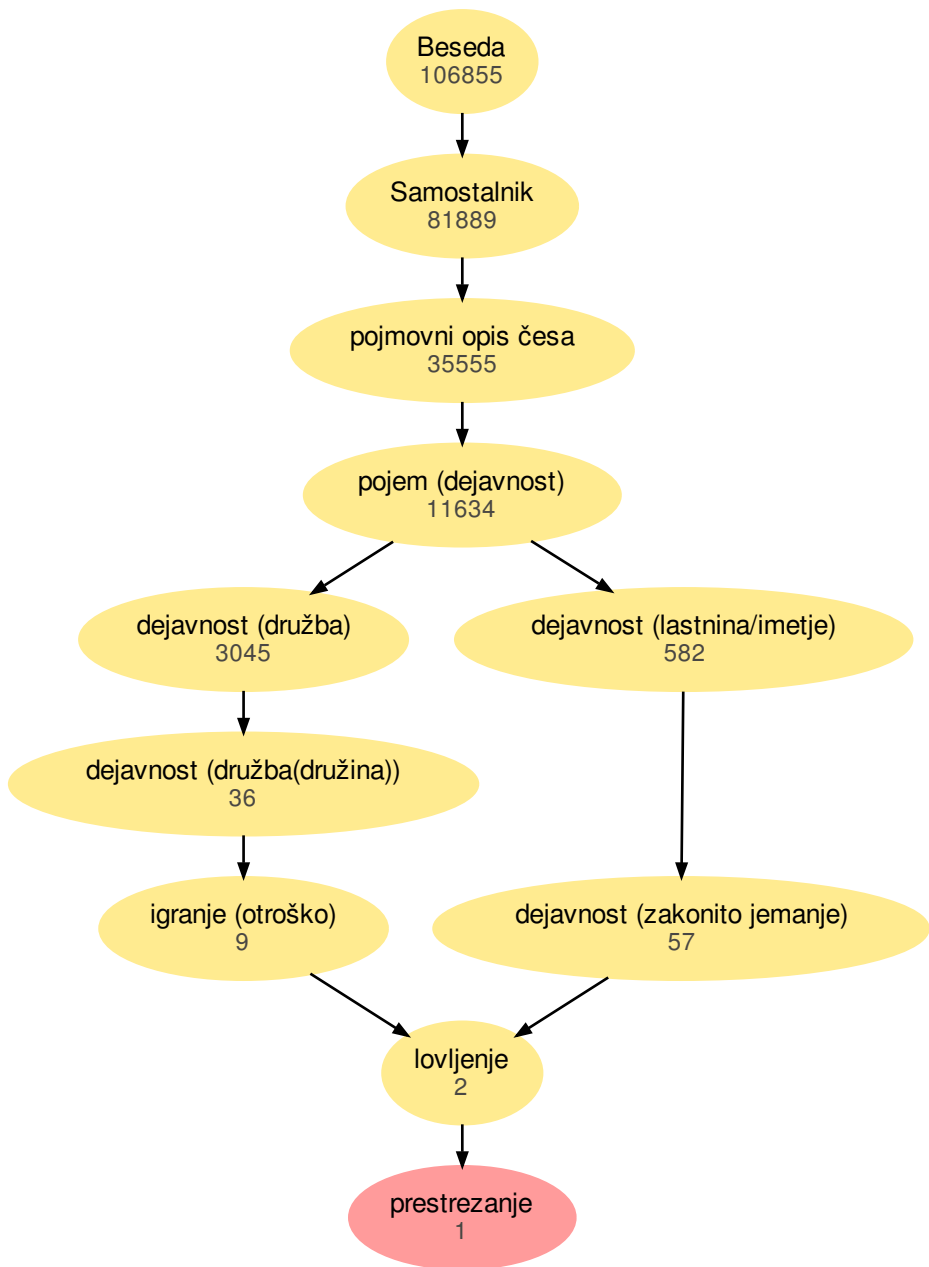 Beseda
106855
Samostalnik
81889
pojmovni opis česa
35555
pojem (dejavnost)
11634
dejavnost (družba)
3045
dejavnost (lastnina/imetje)
582
dejavnost (družba(družina))
36
igranje (otroško)
9
dejavnost (zakonito jemanje)
57
lovljenje
2
prestrezanje
1